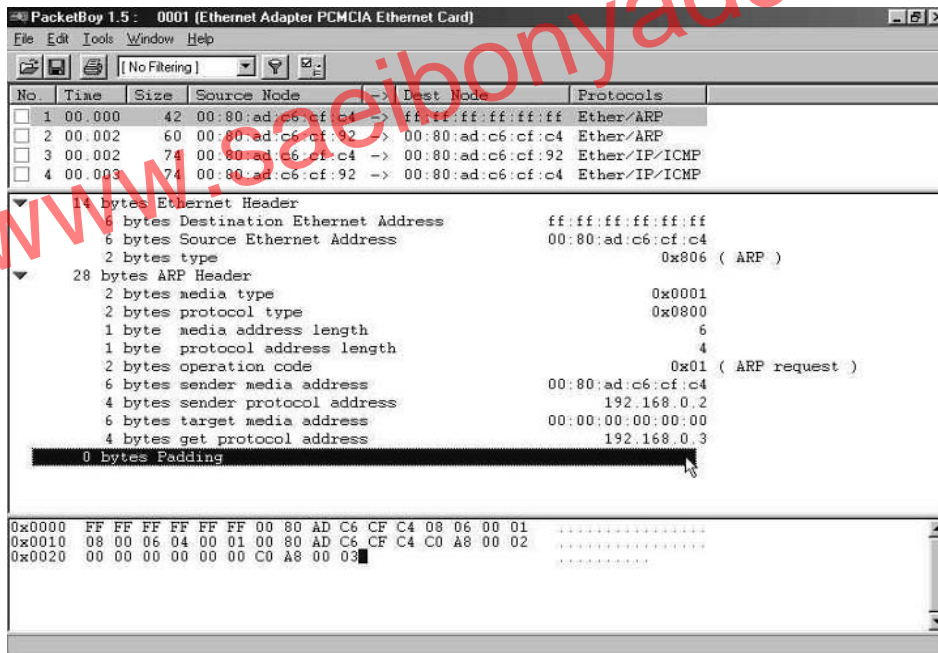 PacketBoy 1.5 : 0001 (Ethernet Adapter PCMCIA Ethernet Card)
File Edit Tools Window Help
[ No Filtering ]
No. Time Size Source Node -> Dest Node Protocols
1 00.000 42 00:80:ad:c6:cf:c4 -> ff:ff:ff:ff:ff:ff Ether/ARP
2 00.002 60 00:80:ad:c6:cf:92 -> 00:80:ad:c6:cf:c4 Ether/ARP
3 00.002 74 00:80:ad:c6:cf:c4 -> 00:80:ad:c6:cf:92 Ether/IP/ICMP
4 00.003 74 00:80:ad:c6:cf:92 -> 00:80:ad:c6:cf:c4 Ether/IP/ICMP
14 bytes Ethernet Header
6 bytes Destination Ethernet Address ff:ff:ff:ff:ff:ff
6 bytes Source Ethernet Address 00:80:ad:c6:cf:c4
2 bytes type 0x806 ( ARP )
28 bytes ARP Header
2 bytes media type 0x0001
2 bytes protocol type 0x0800
1 byte media address length 6
1 byte protocol address length 4
2 bytes operation code 0x01 ( ARP request )
6 bytes sender media address 00:80:ad:c6:cf:c4
4 bytes sender protocol address 192.168.0.2
6 bytes target media address 00:00:00:00:00:00
4 bytes get protocol address 192.168.0.3
0 bytes Padding
0x0000 FF FF FF FF FF FF 00 80 AD C6 CF C4 08 06 00 01 ................
0x0010 08 00 06 04 00 01 00 80 AD C6 CF C4 C0 A8 00 02 ................
0x0020 00 00 00 00 00 00 C0 A8 00 03 ..........
www.saeibonyad